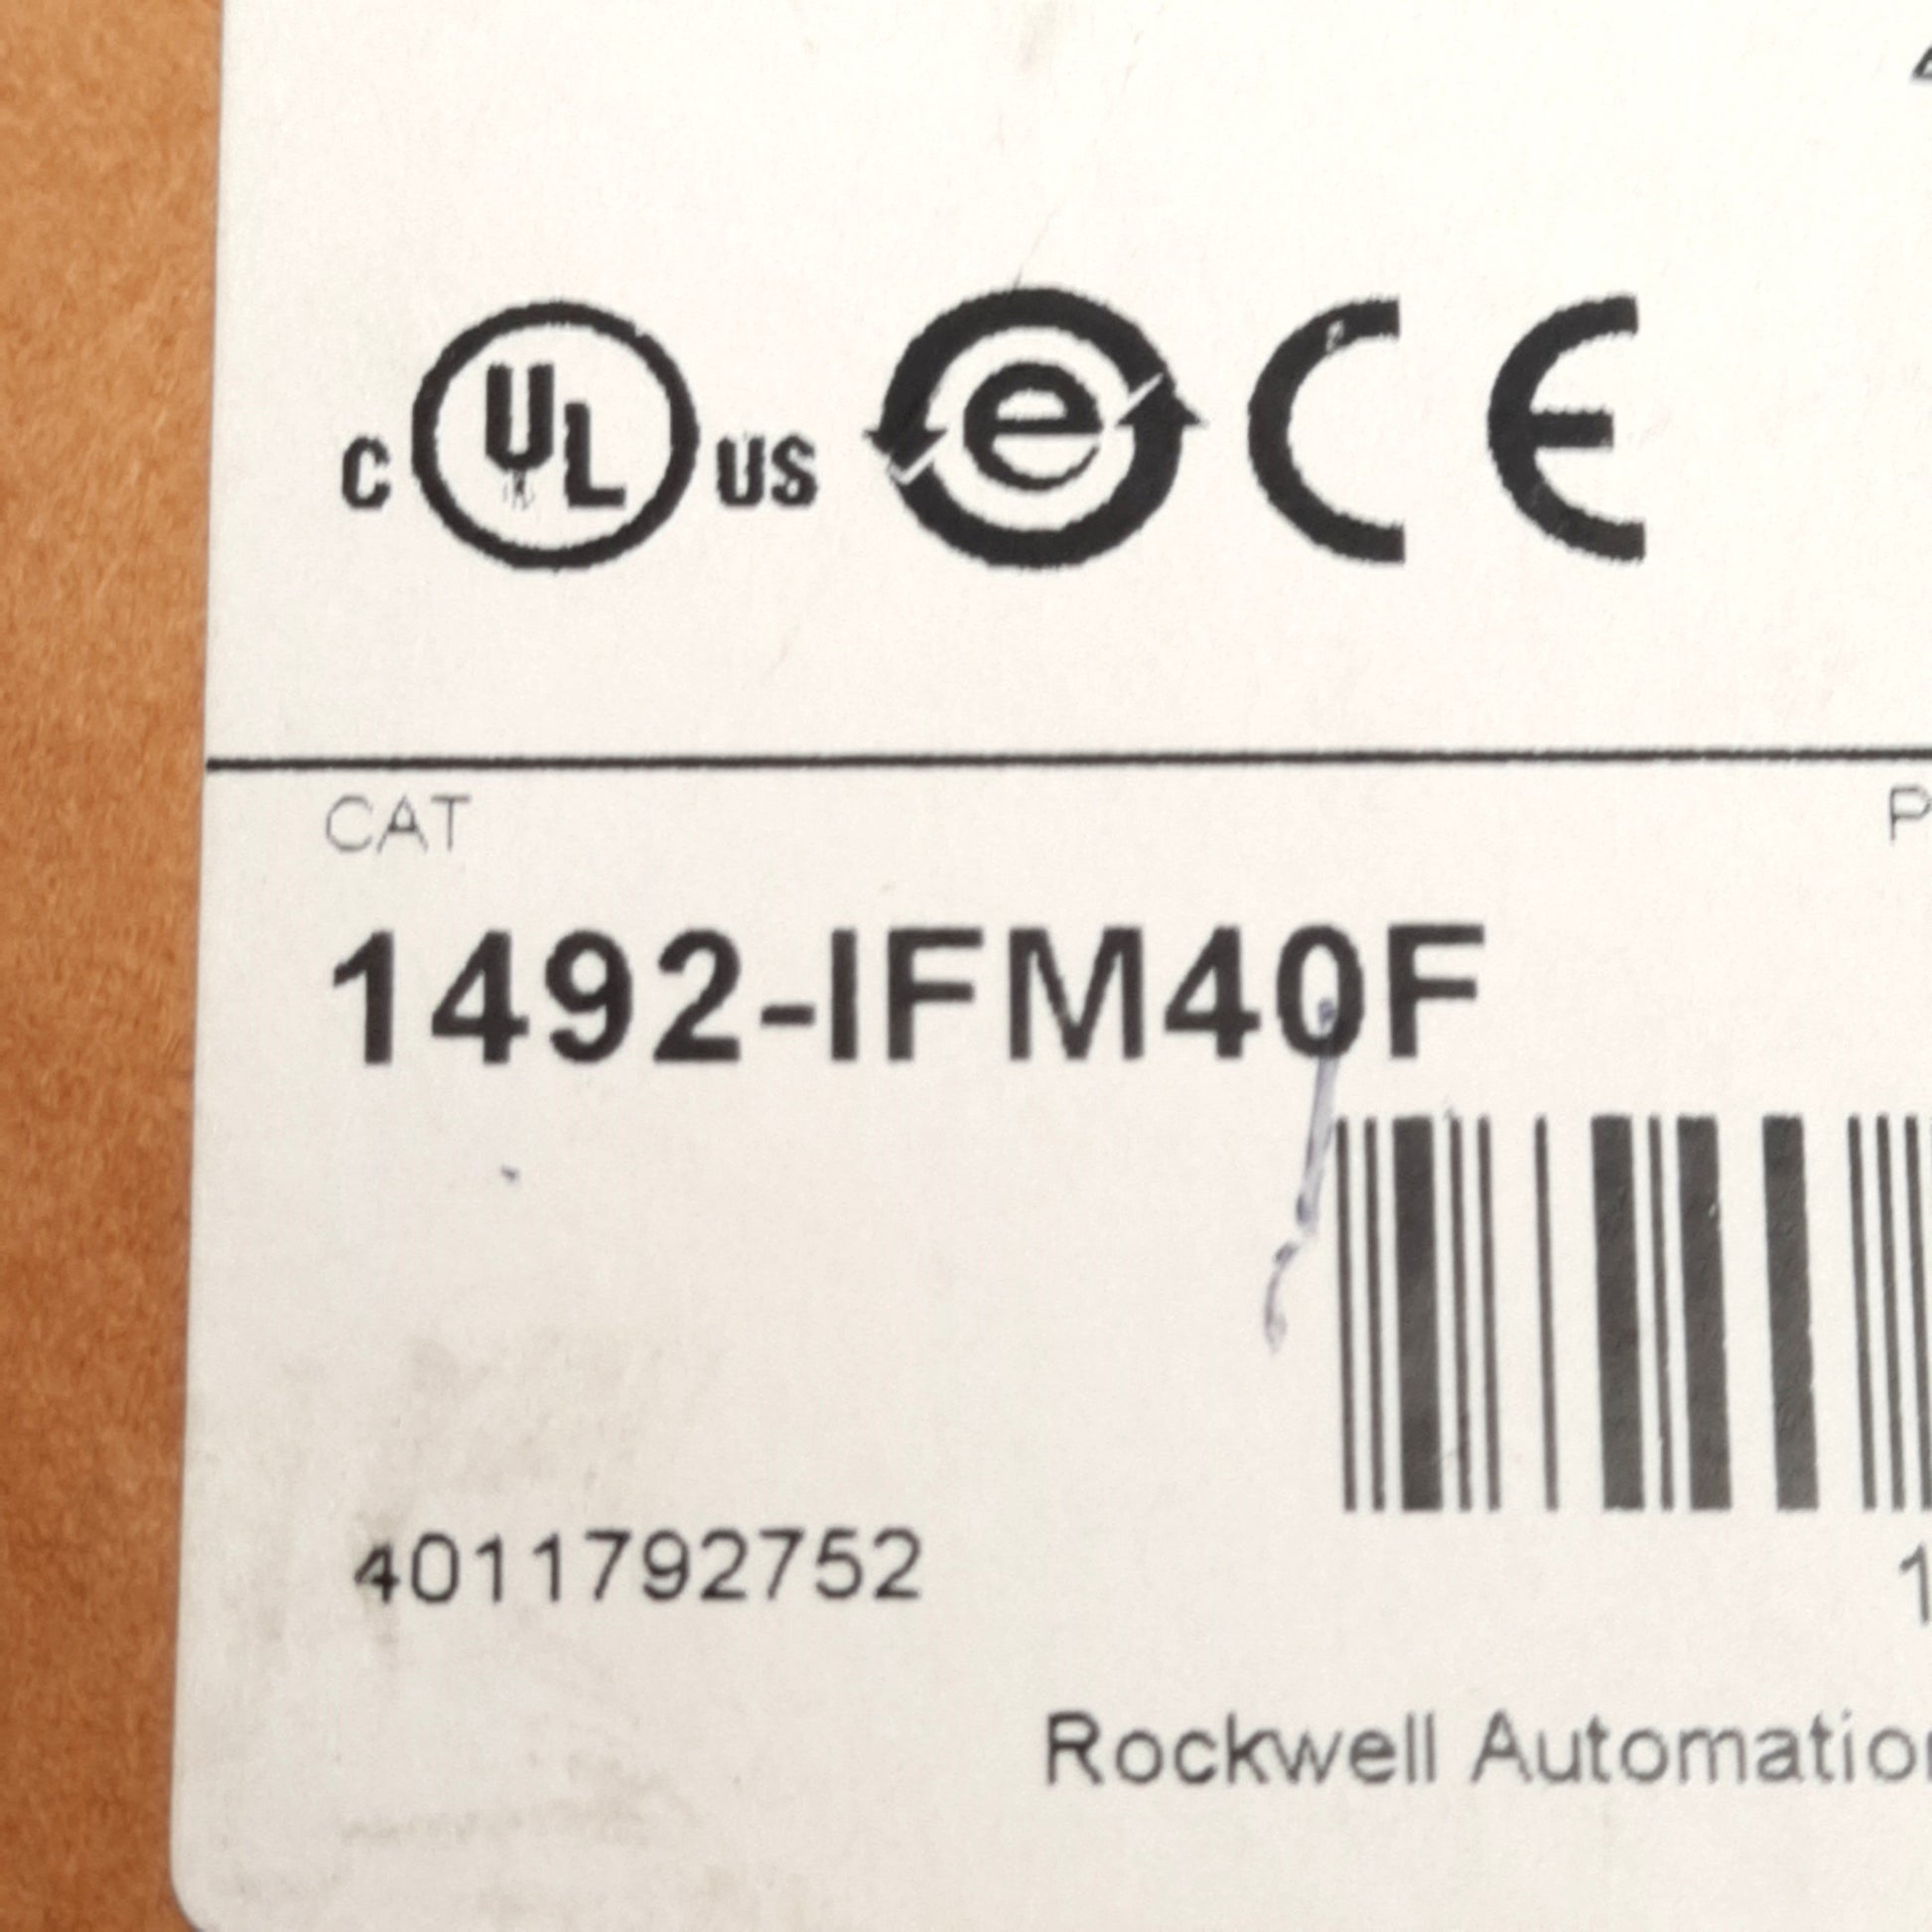 C UL US e CE
CAT
1492-IFM40F
4011792752
Rockwell Automation